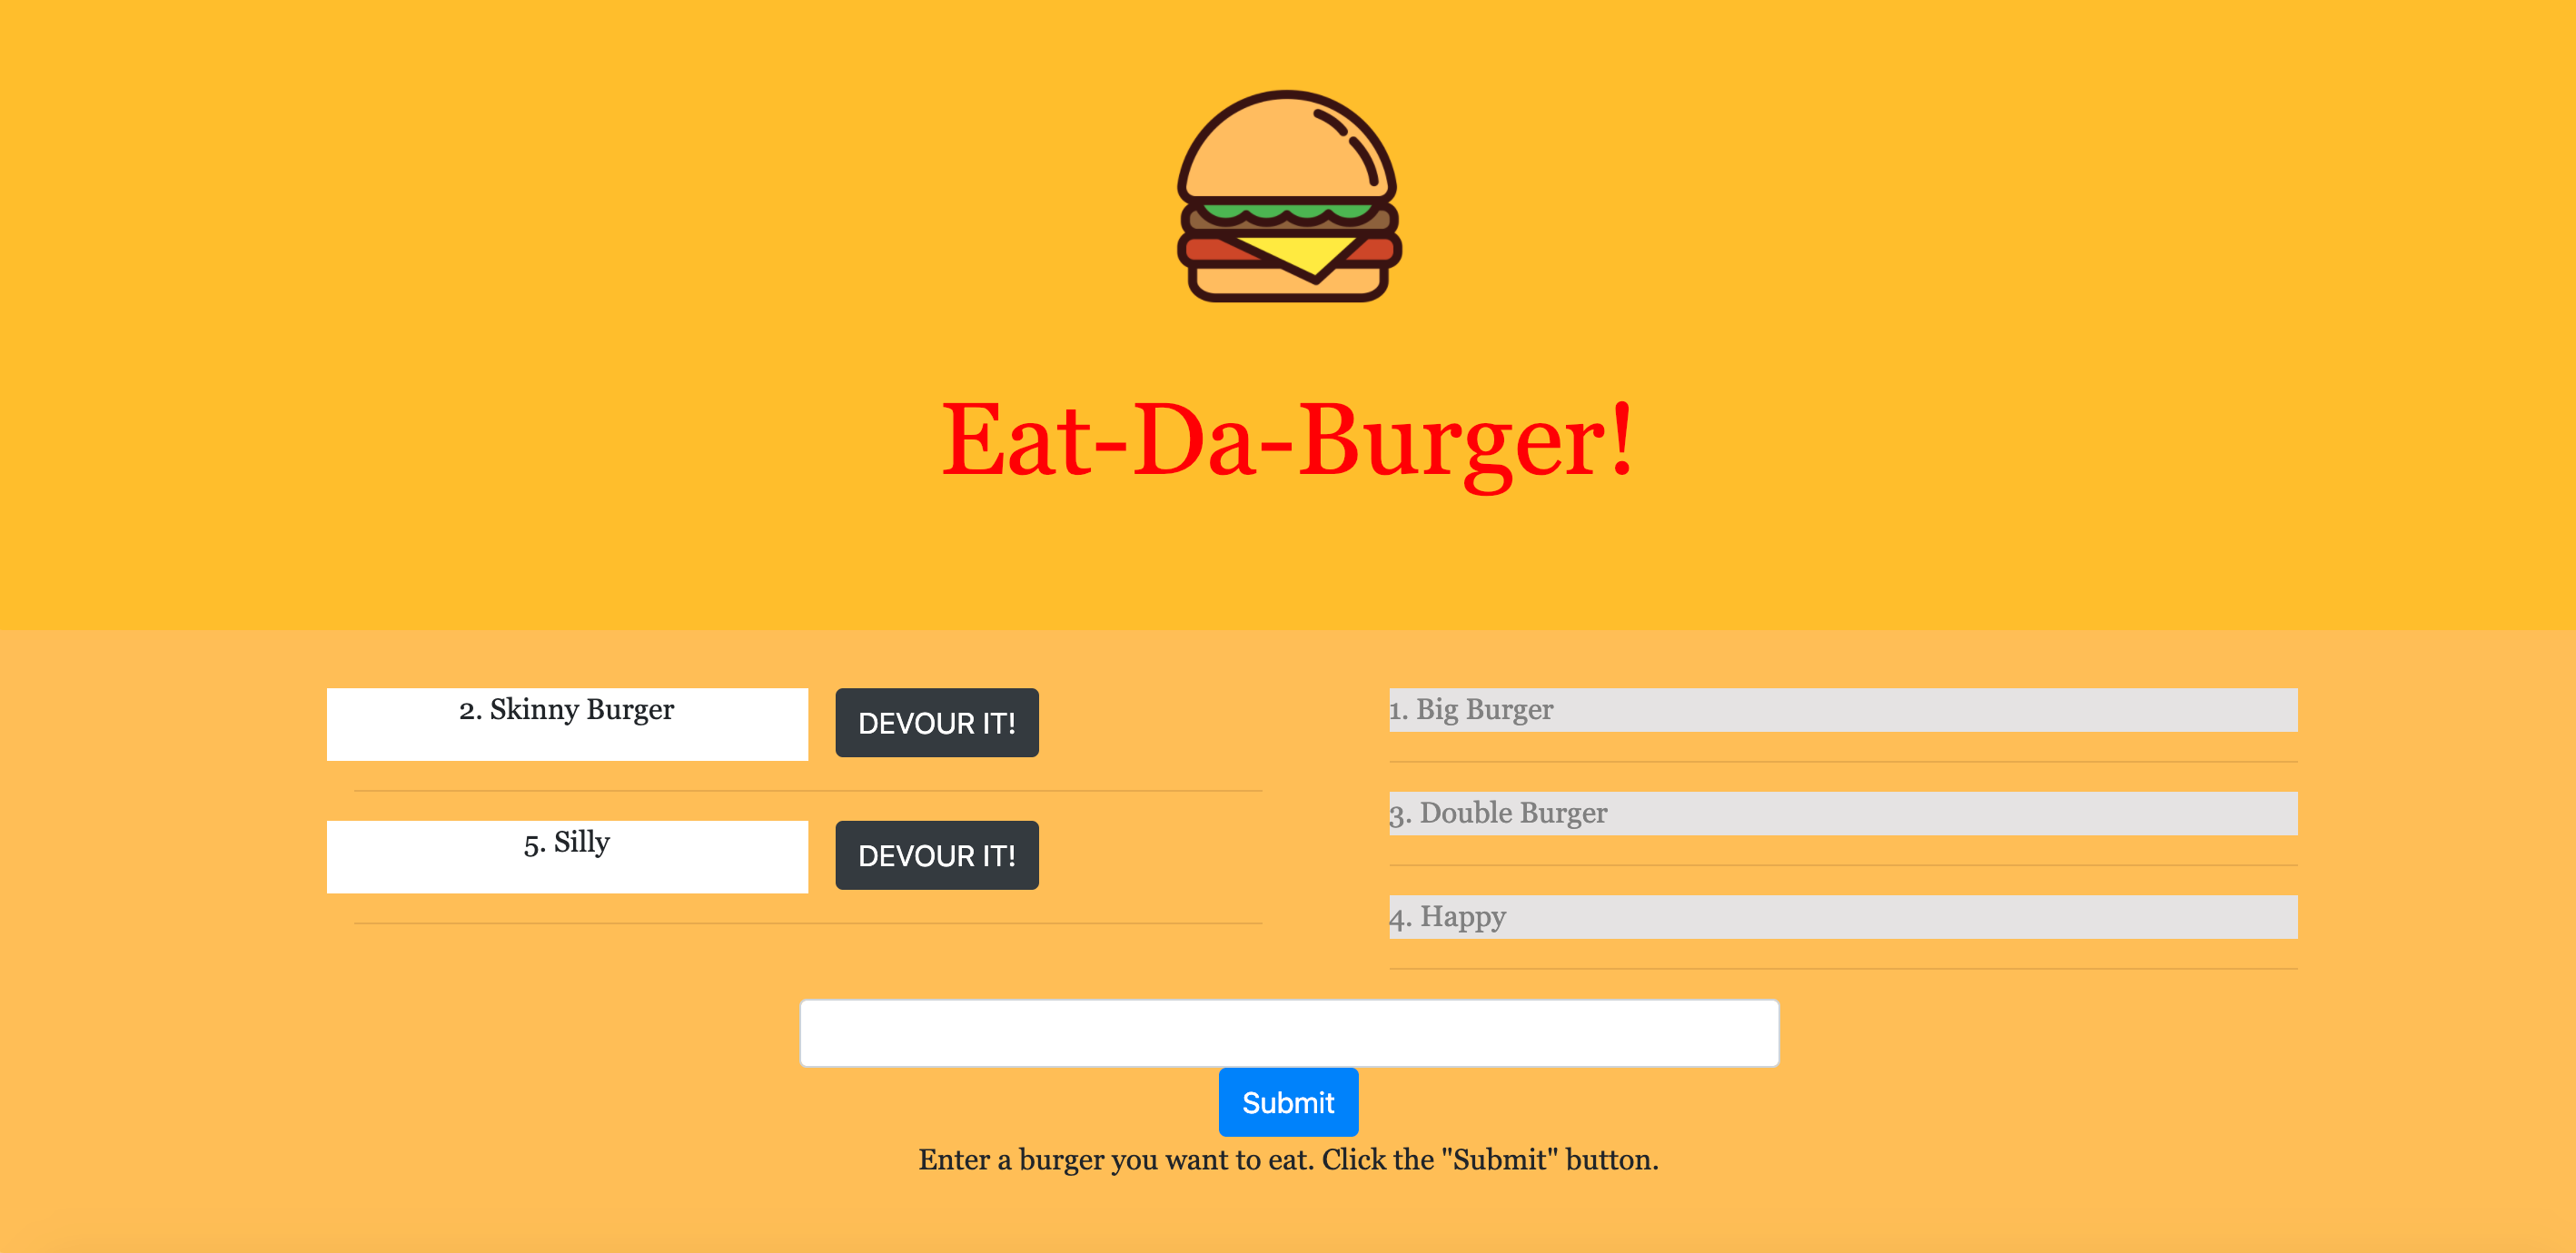 Eat-Da-Burger!
2. Skinny Burger
DEVOUR IT!
5. Silly
DEVOUR IT!
1. Big Burger
3. Double Burger
4. Happy
Submit
Enter a burger you want to eat. Click the "Submit" button.